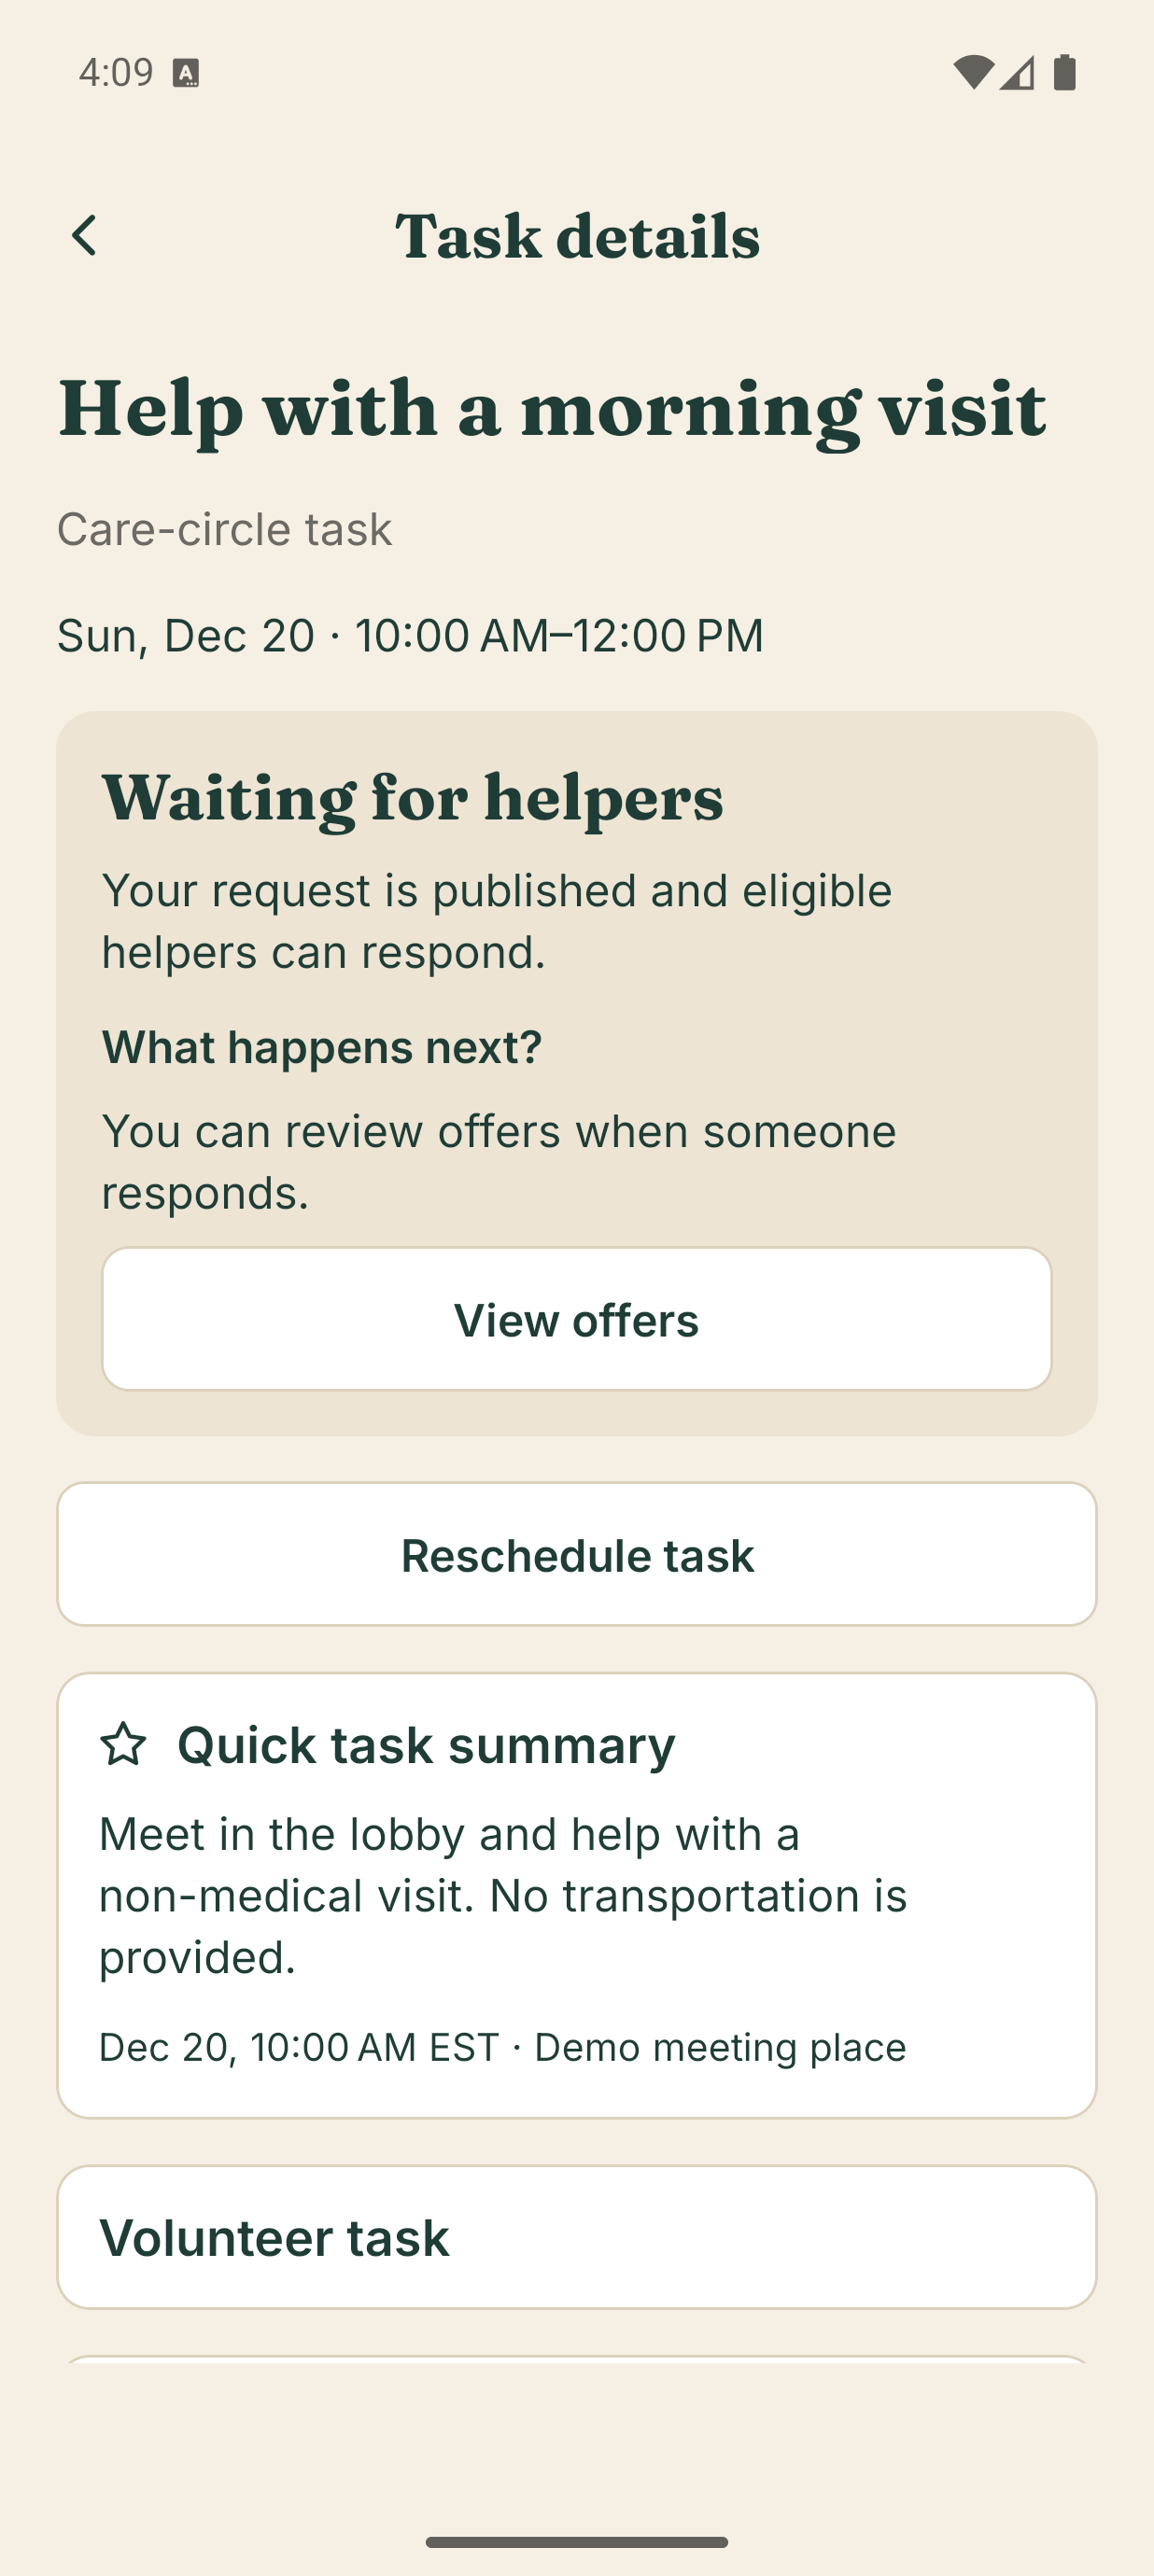 4:09
Task details
Help with a morning visit
Care-circle task
Sun, Dec 20 · 10:00 AM–12:00 PM
Waiting for helpers
Your request is published and eligible
helpers can respond.
What happens next?
You can review offers when someone
responds.
View offers
Reschedule task
Quick task summary
Meet in the lobby and help with a
non-medical visit. No transportation is
provided.
Dec 20, 10:00 AM EST · Demo meeting place
Volunteer task